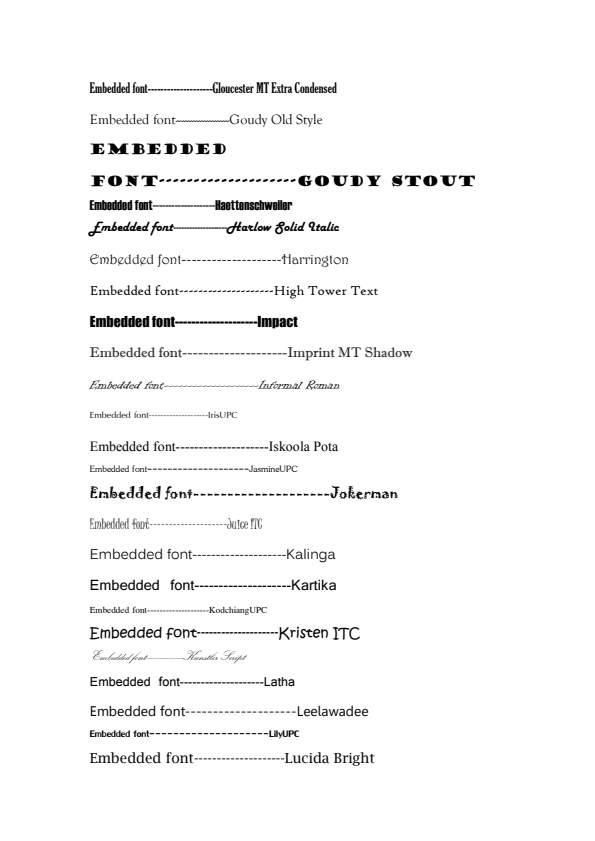 Embedded font--------------------Gloucester MT Extra Condensed
Embedded font--------------------Goudy Old Style
EMBEDDED
FONT--------------------GOUDY STOUT
Embedded font--------------------Haettenschweiler
Embedded font--------------------Harlow Solid Italic
Embedded font--------------------Harrington
Embedded font--------------------High Tower Text
Embedded font--------------------Impact
Embedded font--------------------Imprint MT Shadow
Embedded font--------------------Informal Roman
Embedded font--------------------IrisUPC
Embedded font--------------------Iskoola Pota
Embedded font--------------------JasmineUPC
Embedded font--------------------Jokerman
Embedded font--------------------Juice ITC
Embedded font--------------------Kalinga
Embedded font--------------------Kartika
Embedded font--------------------KodchiangUPC
Embedded font--------------------Kristen ITC
Embedded font--------------------Kunstler Script
Embedded font--------------------Latha
Embedded font--------------------Leelawadee
Embedded font--------------------LilyUPC
Embedded font--------------------Lucida Bright